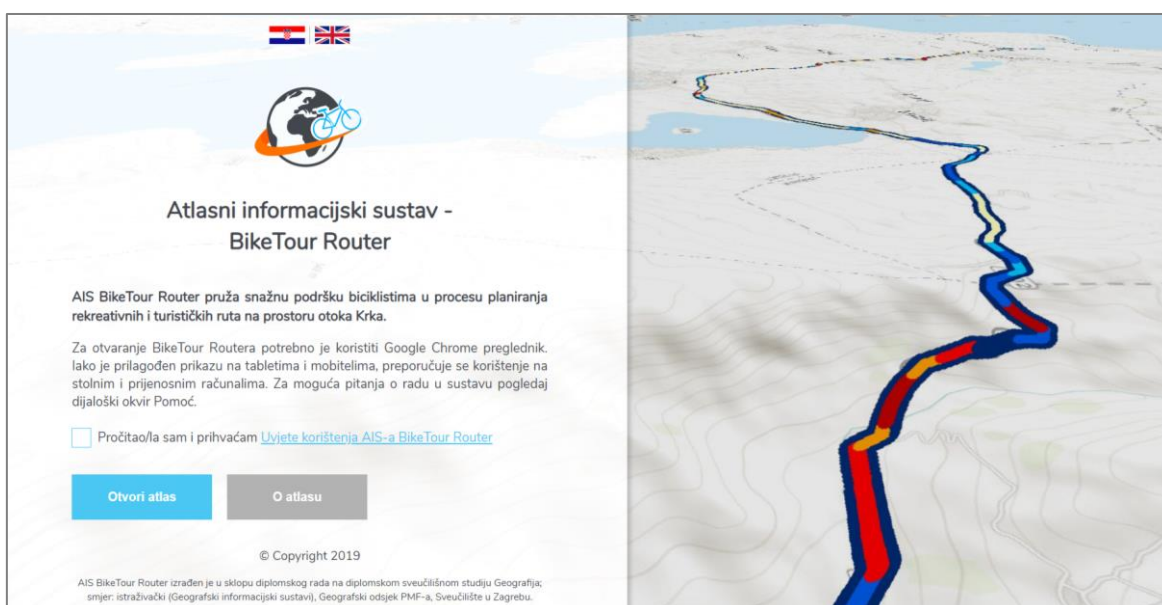 Atlasni informacijski sustav -
BikeTour Router
AIS BikeTour Router pruža snažnu podršku biciklistima u procesu planiranja
rekreativnih i turističkih ruta na prostoru otoka Krka.
Za otvaranje BikeTour Routera potrebno je koristiti Google Chrome preglednik.
Iako je prilagođen prikazu na tabletima i mobitelima, preporučuje se korištenje na
stolnim i prijenosnim računalima. Za moguća pitanja o radu u sustavu pogledaj
dijaloški okvir Pomoć.
Pročitao/la sam i prihvaćam Uvjete korištenja AIS-a BikeTour Router
Otvori atlas
O atlasu
© Copyright 2019
AIS BikeTour Router izrađen je u sklopu diplomskog rada na diplomskom sveučilišnom studiju Geografija;
smjer: istraživački (Geografski informacijski sustavi), Geografski odsjek PMF-a, Sveučilište u Zagrebu.